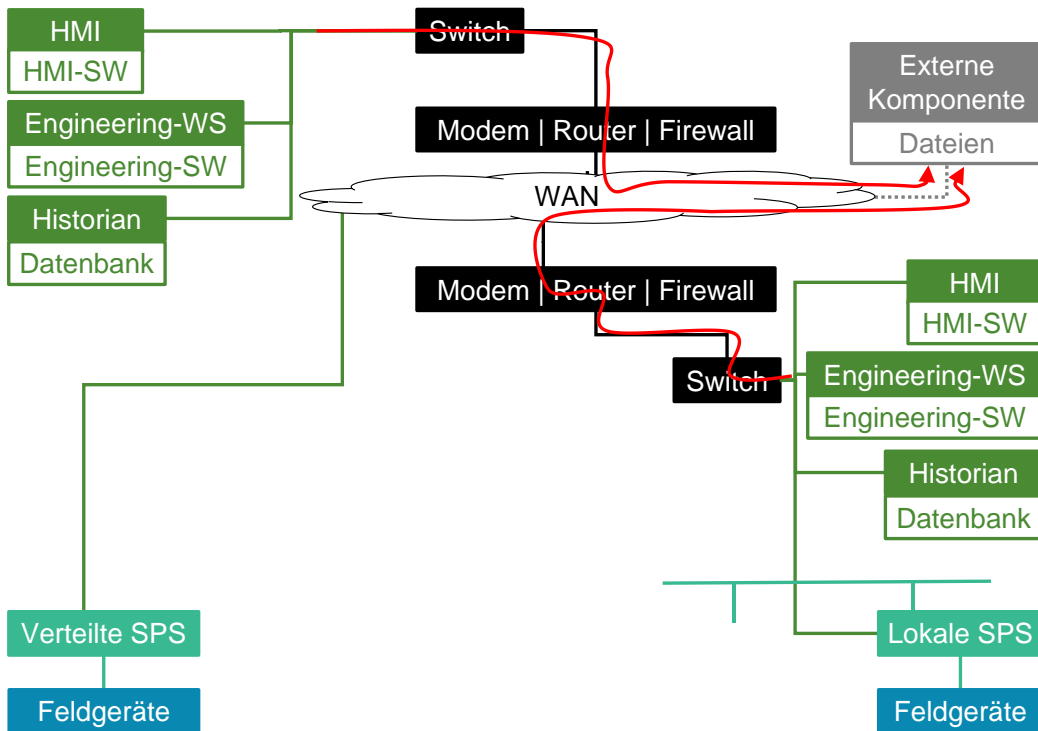 HMI
HMI-SW
Engineering-WS
Engineering-SW
Historian
Datenbank
Switch
Modem | Router | Firewall
WAN
Externe
Komponente
Dateien
Modem | Router | Firewall
Switch
HMI
HMI-SW
Engineering-WS
Engineering-SW
Historian
Datenbank
Verteilte SPS
Feldgeräte
Lokale SPS
Feldgeräte